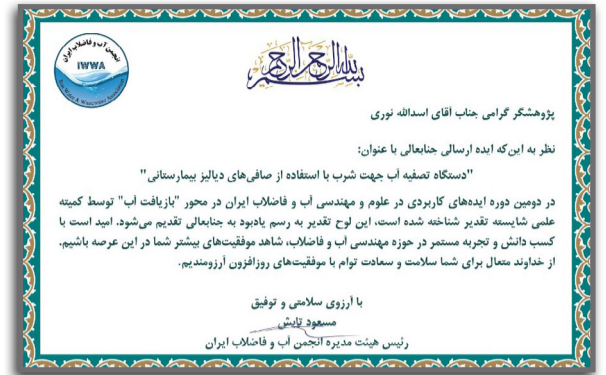 انجمن آب و فاضلاب ایران
IWWA
Iran Water & Wastewater Association
بسم الله الرحمن الرحیم
پژوهشگر گرامی جناب آقای اسدالله نوری
نظر به این‌که ایده ارسالی جنابعالی با عنوان:
"دستگاه تصفیه آب جهت شرب با استفاده از صافی‌های دیالیز بیمارستانی"
در دومین دوره ایده‌های کاربردی در علوم و مهندسی آب و فاضلاب ایران در محور "بازیافت آب" توسط کمیته
علمی شایسته تقدیر شناخته شده است، این لوح تقدیر به رسم یادبود به جنابعالی تقدیم می‌شود. امید است با
کسب دانش و تجربه مستمر در حوزه مهندسی آب و فاضلاب، شاهد موفقیت‌های بیشتر شما در این عرصه باشیم.
از خداوند متعال برای شما سلامت و سعادت توام با موفقیت‌های روزافزون آرزومندیم.
با آرزوی سلامتی و توفیق
مسعود تابش
رئیس هیئت مدیره انجمن آب و فاضلاب ایران